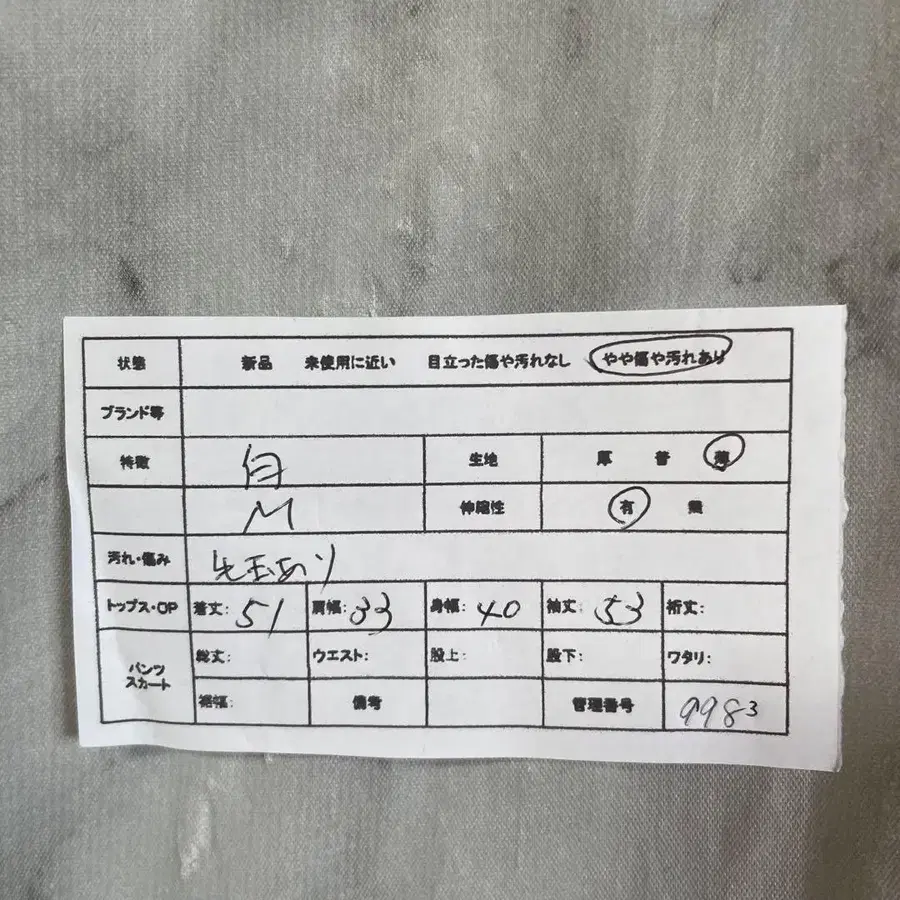 状態 新品 未使用に近い 目立った傷や汚れなし やや傷や汚れあり
ブランド等
特徴 白 生地 厚 普 薄
M 伸縮性 有 無
汚れ・傷み 毛玉あり
トップス・OP 着丈: 51 肩幅: 33 身幅: 40 袖丈: 53 裄丈:
パンツ 総丈: ウエスト: 股上: 股下: ワタリ:
スカート
裾幅: 備考 管理番号 9983